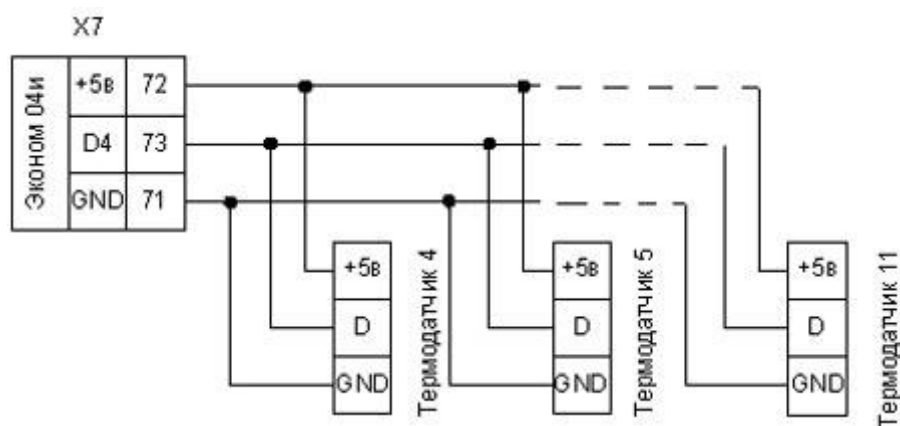 X7
Эконом 04и
+5в 72
D4 73
GND 71
+5в
D
GND
Термодатчик 4
+5в
D
GND
Термодатчик 5
+5в
D
GND
Термодатчик 11